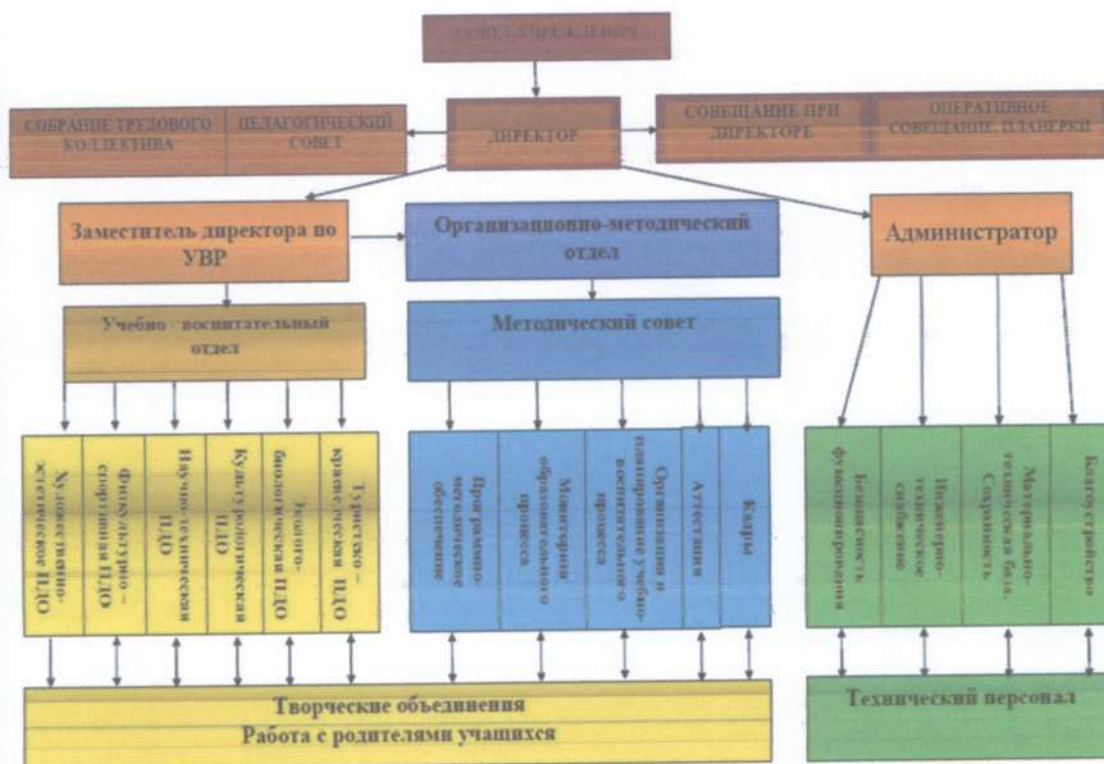 СОВЕТ УЧРЕЖДЕНИЯ
СОБРАНИЕ ТРУДОВОГО
КОЛЛЕКТИВА
ПЕДАГОГИЧЕСКИЙ
СОВЕТ
ДИРЕКТОР
СОВЕЩАНИЕ ПРИ
ДИРЕКТОРЕ
ОПЕРАТИВНОЕ
СОВЕЩАНИЕ. ПЛАНЕРКИ
Заместитель директора по
УВР
Организационно-методический
отдел
Администратор
Учебно - воспитательный
отдел
Методический совет
Художественно-
эстетическое ПДО
Физкультурно –
спортивная ПДО
Научно-техническая
ПДО
Культурологическая
ПДО
Эколого-
биологическая ПДО
Туристско –
краеведческая ПДО
Программно-
методическое
обеспечение
Мониторинг
образовательного
процесса
Организация и
планирование учебно-
воспитательного
процесса
Аттестация
Кадры
Безопасность
функционирования
Инженерно-
техническое
снабжение
Материально-
техническая база.
Сохранность
Благоустройство
Творческие объединения
Работа с родителями учащихся
Технический персонал